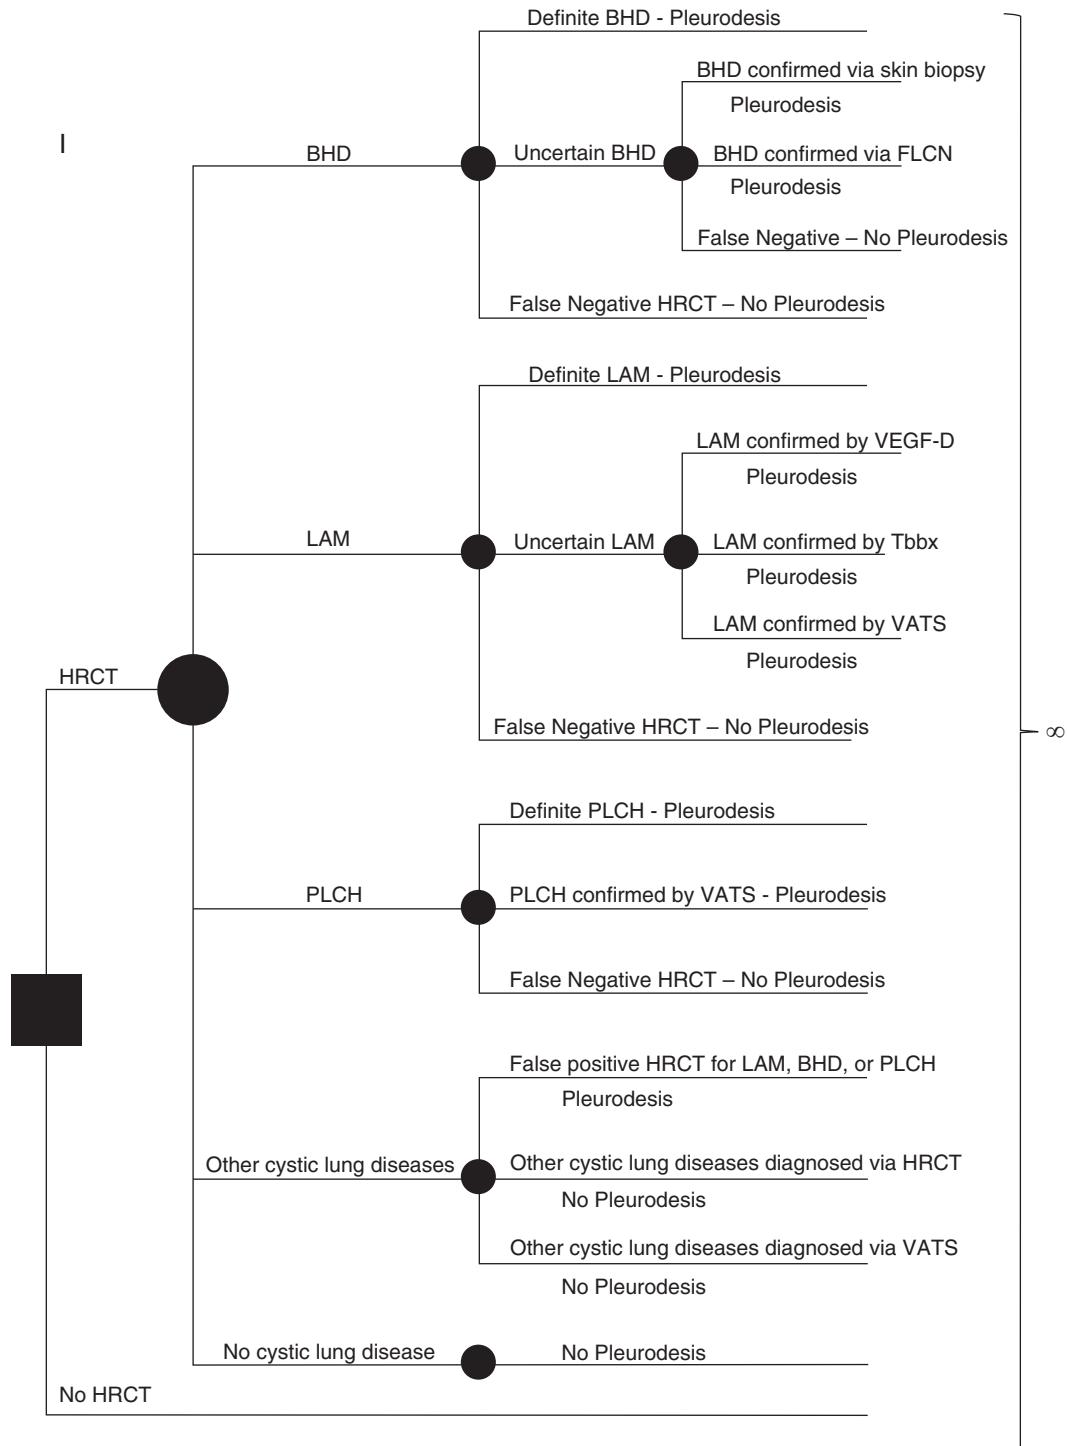 Definite BHD - Pleurodesis
BHD confirmed via skin biopsy
Pleurodesis
I
BHD
Uncertain BHD
BHD confirmed via FLCN
Pleurodesis
False Negative – No Pleurodesis
False Negative HRCT – No Pleurodesis
Definite LAM - Pleurodesis
LAM confirmed by VEGF-D
Pleurodesis
LAM
Uncertain LAM
LAM confirmed by Tbbx
Pleurodesis
LAM confirmed by VATS
Pleurodesis
HRCT
False Negative HRCT – No Pleurodesis
∞
Definite PLCH - Pleurodesis
PLCH
PLCH confirmed by VATS - Pleurodesis
False Negative HRCT – No Pleurodesis
False positive HRCT for LAM, BHD, or PLCH
Pleurodesis
Other cystic lung diseases
Other cystic lung diseases diagnosed via HRCT
No Pleurodesis
Other cystic lung diseases diagnosed via VATS
No Pleurodesis
No cystic lung disease
No Pleurodesis
No HRCT